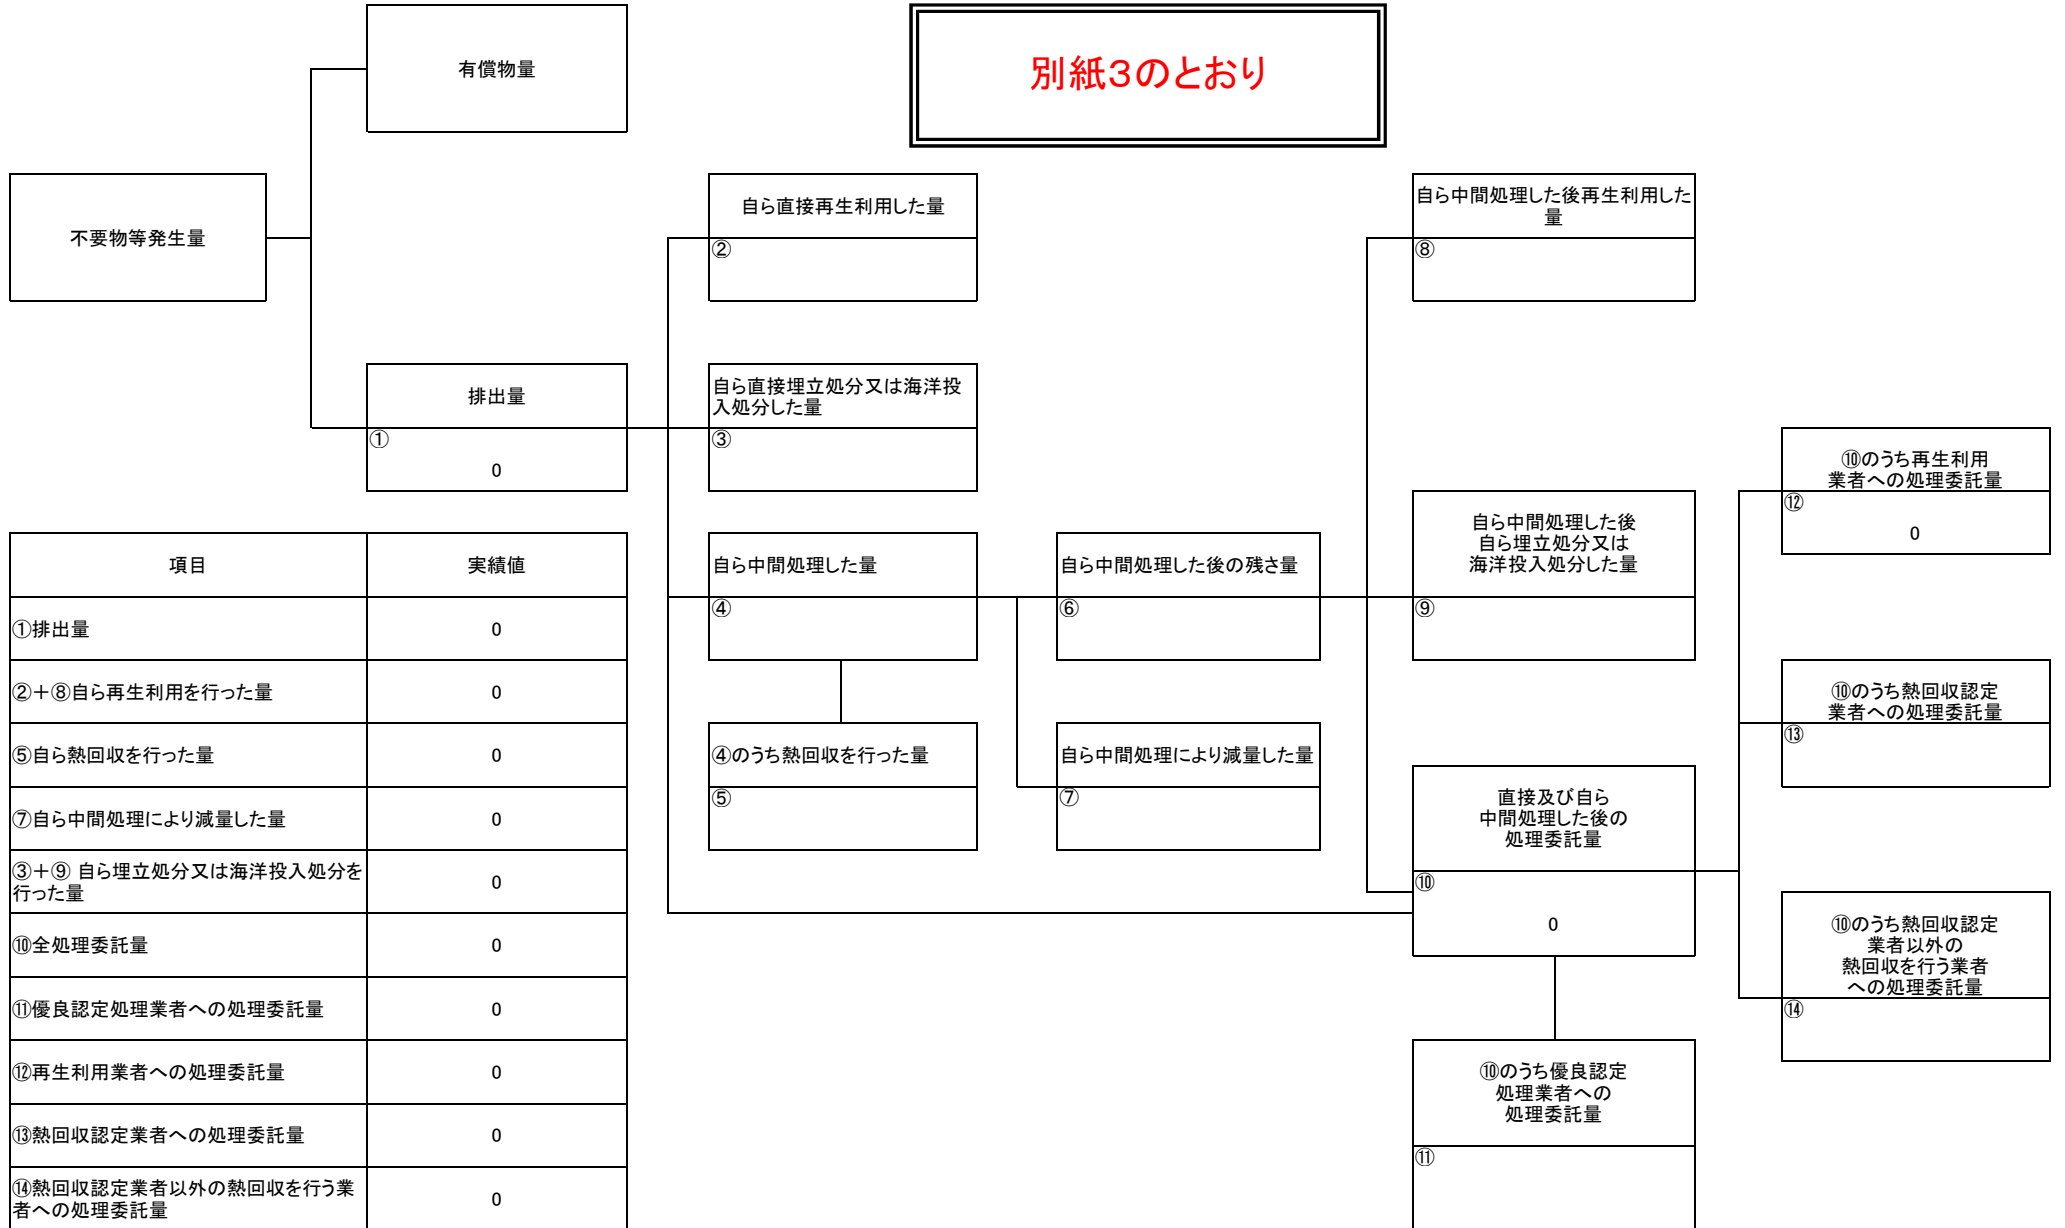 有償物量
別紙3のとおり
不要物等発生量
自ら直接再生利用した量
②
自ら中間処理した後再生利用した
量
⑧
排出量
①
0
自ら直接埋立処分又は海洋投
入処分した量
③
⑩のうち再生利用
業者への処理委託量
⑫
0
自ら中間処理した量
④
自ら中間処理した後の残さ量
⑥
自ら中間処理した後
自ら埋立処分又は
海洋投入処分した量
⑨
⑩のうち熱回収認定
業者への処理委託量
⑬
④のうち熱回収を行った量
⑤
自ら中間処理により減量した量
⑦
直接及び自ら
中間処理した後の
処理委託量
⑩
0
⑩のうち熱回収認定
業者以外の
熱回収を行う業者
への処理委託量
⑭
⑩のうち優良認定
処理業者への
処理委託量
⑪
項目 実績値
①排出量 0
②+⑧自ら再生利用を行った量 0
⑤自ら熱回収を行った量 0
⑦自ら中間処理により減量した量 0
③+⑨ 自ら埋立処分又は海洋投入処分を
行った量 0
⑩全処理委託量 0
⑪優良認定処理業者への処理委託量 0
⑫再生利用業者への処理委託量 0
⑬熱回収認定業者への処理委託量 0
⑭熱回収認定業者以外の熱回収を行う業
者への処理委託量 0